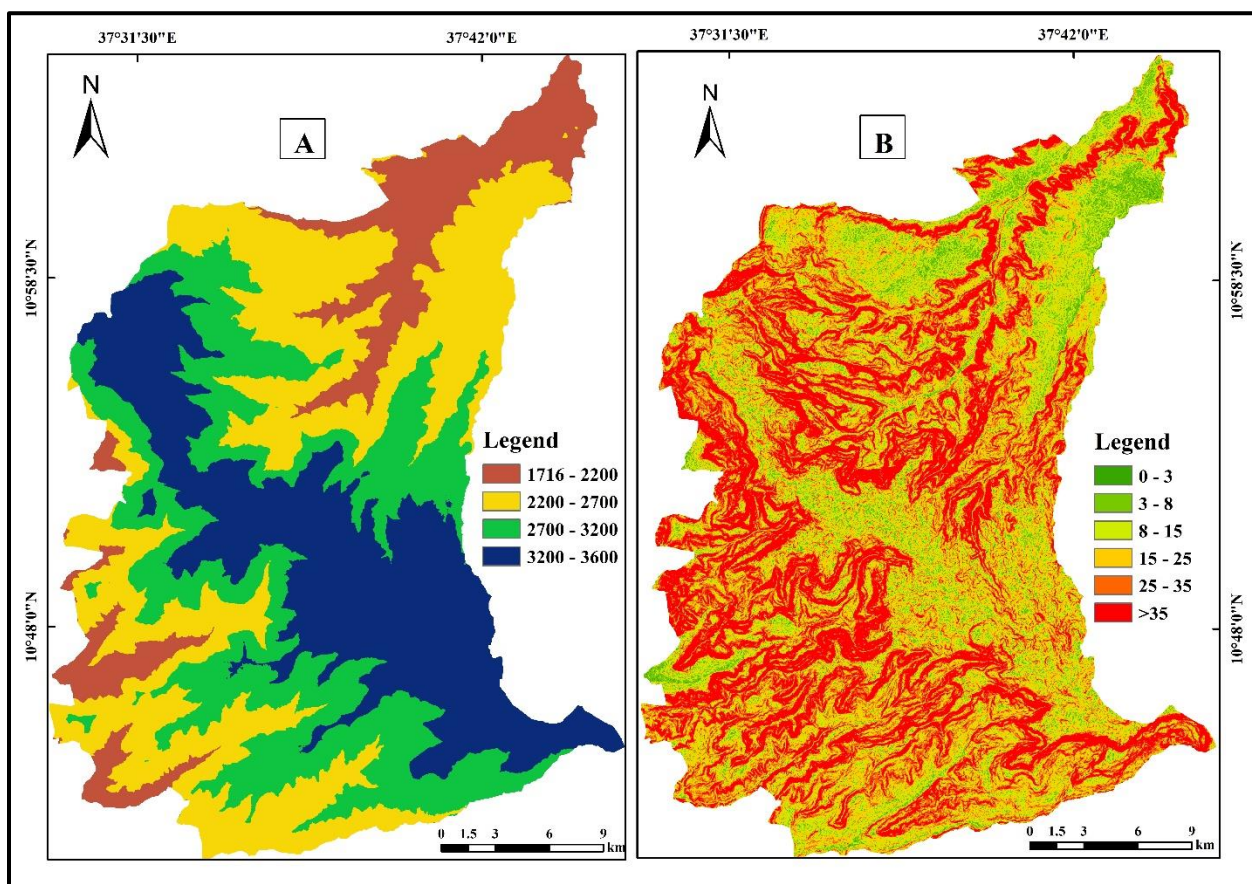 37°31'30"E
37°42'0"E
N
A
10°58'30"N
10°48'0"N
Legend
1716 - 2200
2200 - 2700
2700 - 3200
3200 - 3600
0 1.5 3 6 9
km
37°31'30"E
37°42'0"E
N
B
10°58'30"N
10°48'0"N
Legend
0 - 3
3 - 8
8 - 15
15 - 25
25 - 35
>35
0 1.5 3 6 9
km